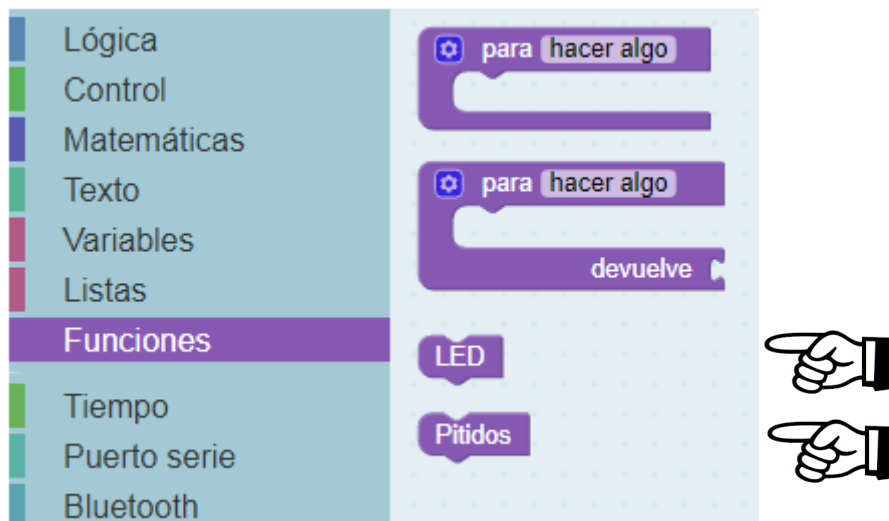 Lógica
Control
Matemáticas
Texto
Variables
Listas
Funciones
Tiempo
Puerto serie
Bluetooth
para hacer algo
para hacer algo
devuelve
LED
Pitidos